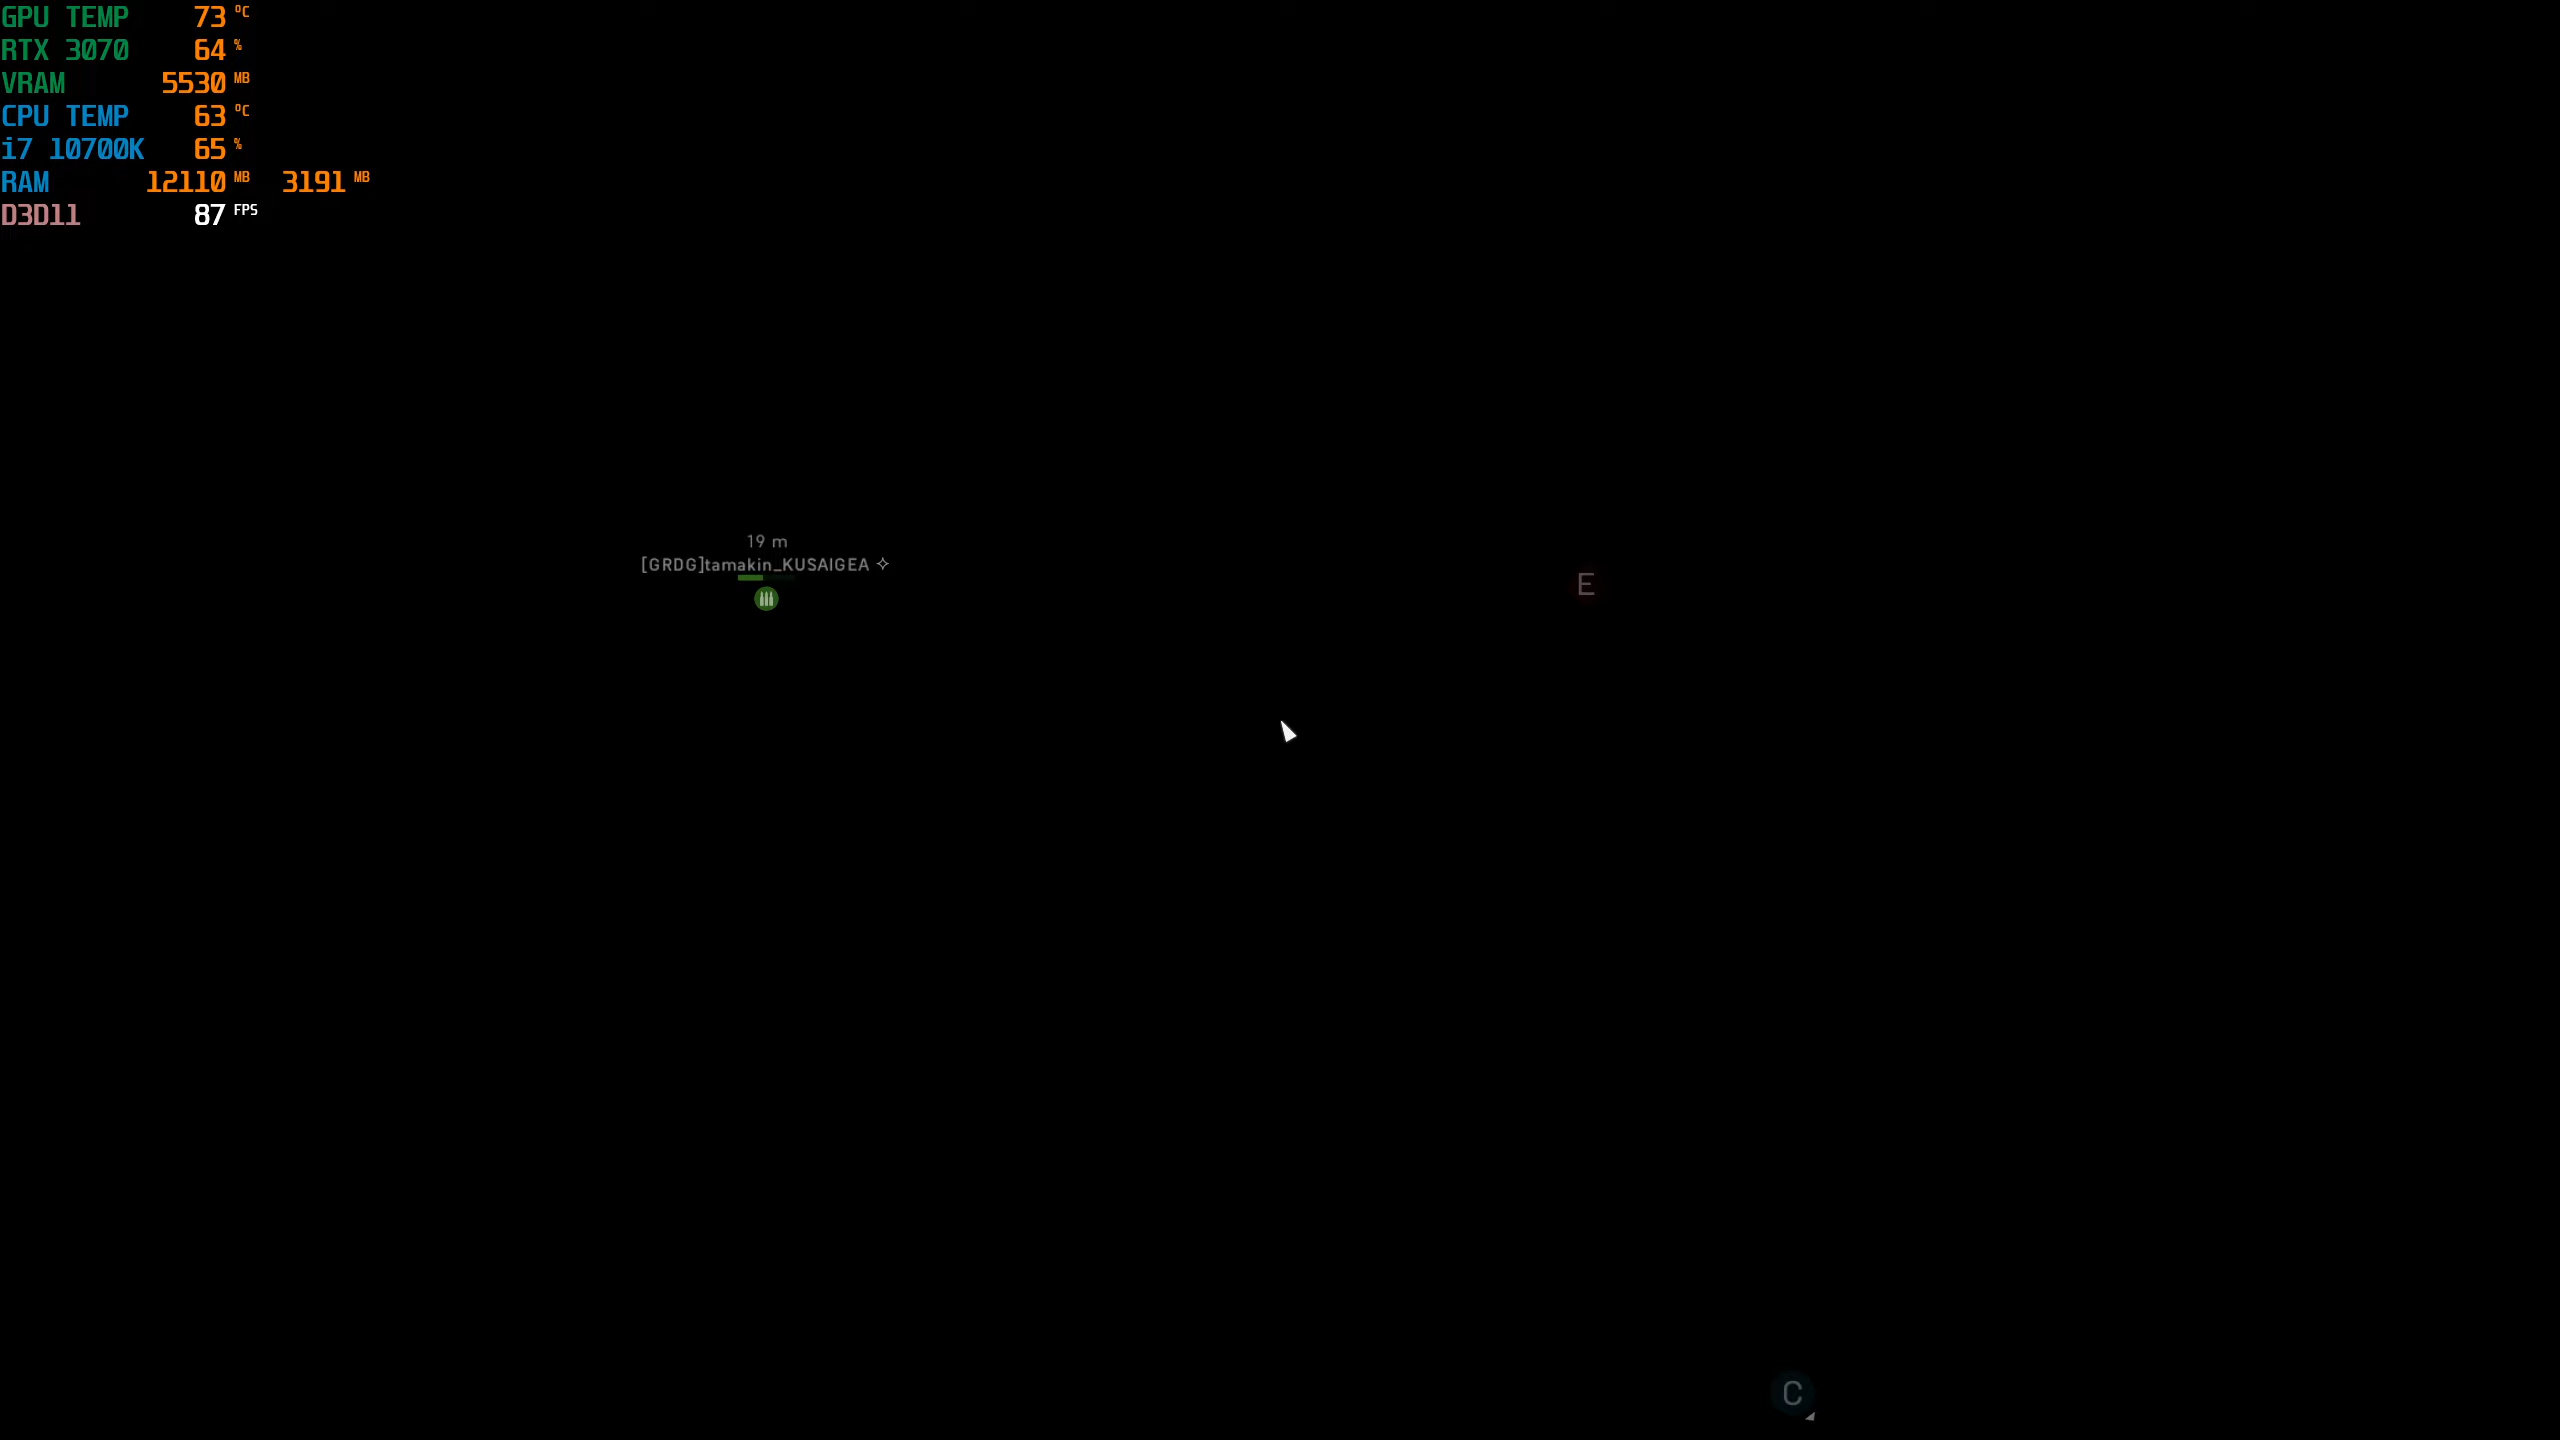 GPU TEMP 73 °C
RTX 3070 64 %
VRAM 5530 MB
CPU TEMP 63 °C
i7 10700K 65 %
RAM 12110 MB 3191 MB
D3D11 87 FPS
19 m
[GRDG]tamakin_KUSAIGEA
E
C